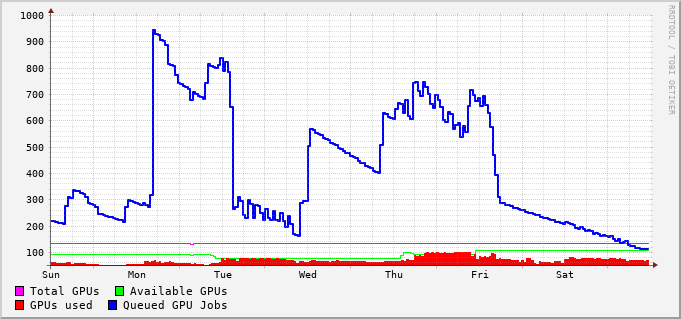 1000
900
800
700
600
500
400
300
200
100
Sun Mon Tue Wed Thu Fri Sat
Total GPUs Available GPUs
GPUs used Queued GPU Jobs
RRDTOOL / TOBI OETIKER